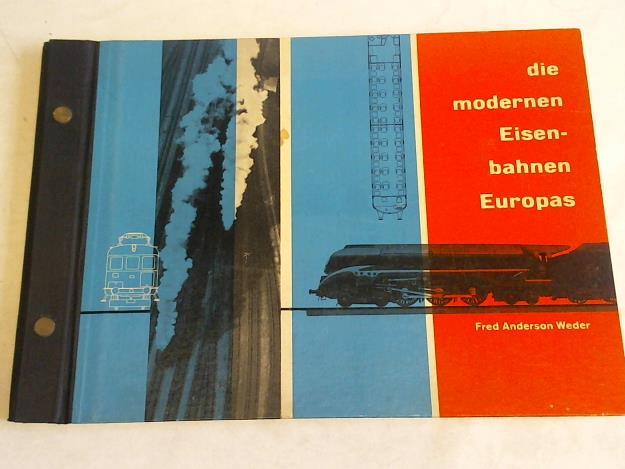 die
modernen
Eisen-
bahnen
Europas
Fred Anderson Weder